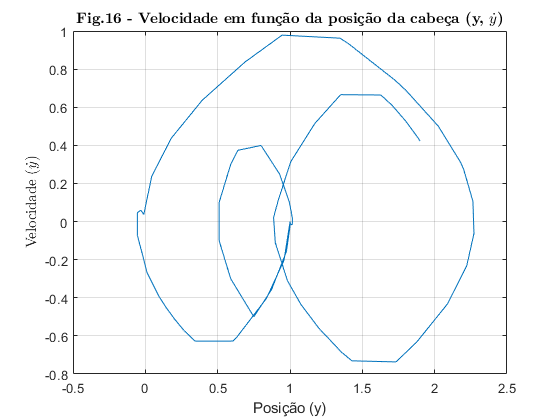 Fig.16 - Velocidade em função da posição da cabeça (y, ẏ)
1
0.8
0.6
0.4
0.2
0
-0.2
-0.4
-0.6
-0.8
Velocidade (ẏ)
-0.5 0 0.5 1 1.5 2 2.5
Posição (y)